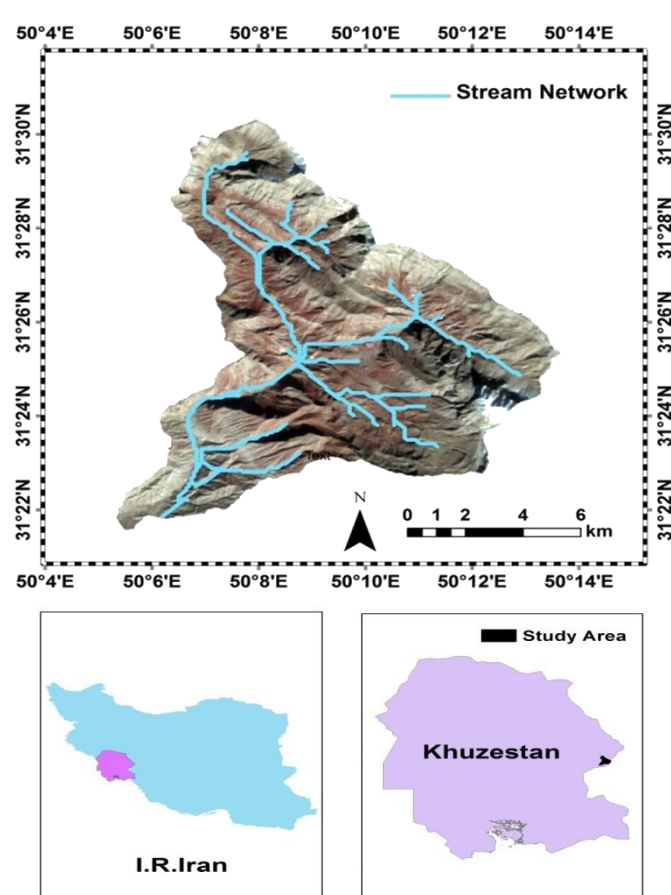 50°4'E 50°6'E 50°8'E 50°10'E 50°12'E 50°14'E
Stream Network
31°30'N 31°30'N
31°28'N 31°28'N
31°26'N 31°26'N
31°24'N 31°24'N
Text
31°22'N 31°22'N
N
0 1 2 4 6
km
50°4'E 50°6'E 50°8'E 50°10'E 50°12'E 50°14'E
Study Area
Khuzestan
I.R.Iran